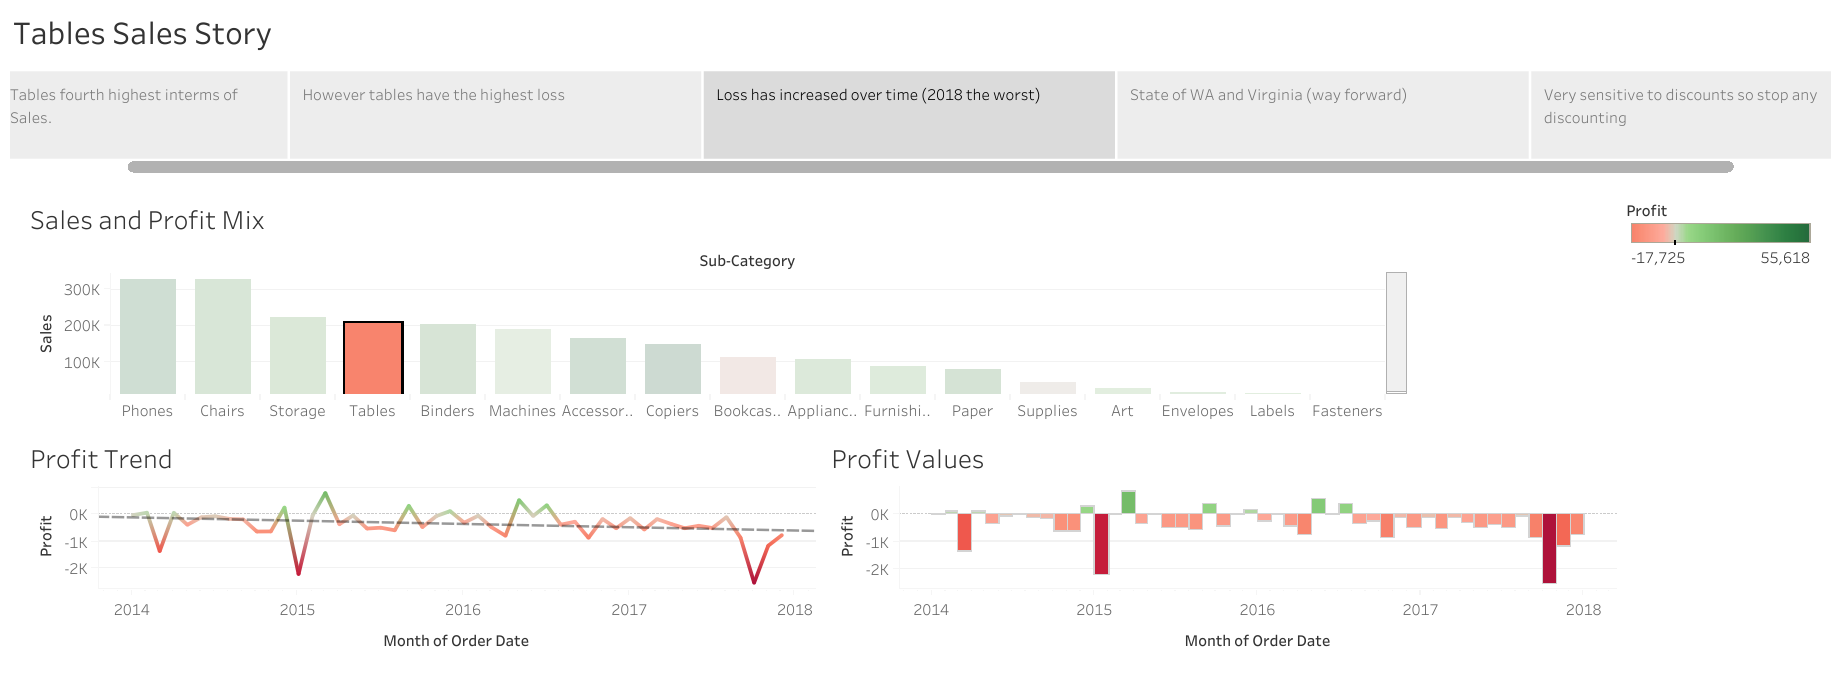 Tables Sales Story
Tables fourth highest interms of
Sales.
However tables have the highest loss
Loss has increased over time (2018 the worst)
State of WA and Virginia (way forward)
Very sensitive to discounts so stop any
discounting
Sales and Profit Mix
Profit
-17,725 55,618
Sub-Category
Sales
300K
200K
100K
Phones Chairs Storage Tables Binders Machines Accessor.. Copiers Bookcas.. Applianc.. Furnishi.. Paper Supplies Art Envelopes Labels Fasteners
Profit Trend
Profit
0K
-1K
-2K
2014 2015 2016 2017 2018
Month of Order Date
Profit Values
Profit
0K
-1K
-2K
2014 2015 2016 2017 2018
Month of Order Date